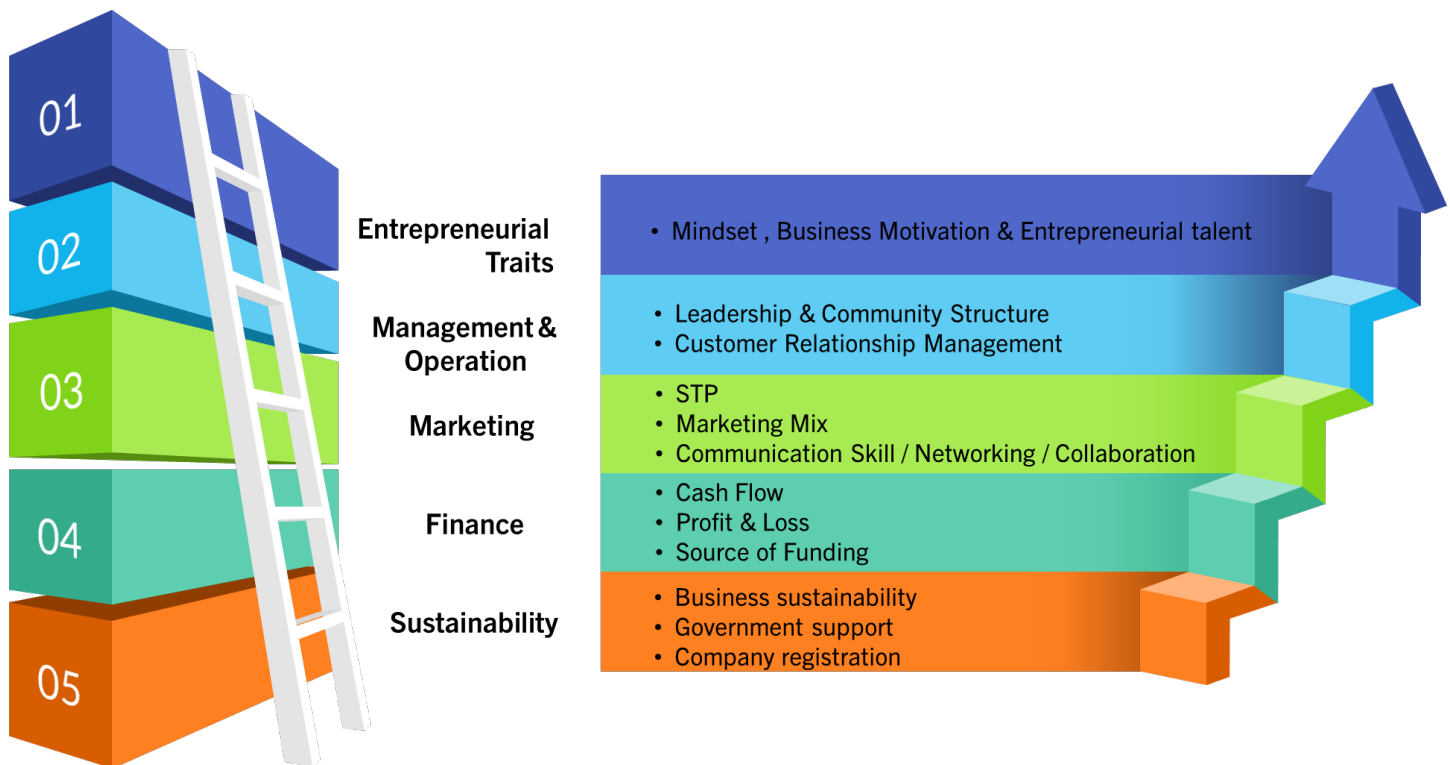 01
Entrepreneurial
Traits
• Mindset , Business Motivation & Entrepreneurial talent
02
Management &
Operation
• Leadership & Community Structure
• Customer Relationship Management
03
Marketing
• STP
• Marketing Mix
• Communication Skill / Networking / Collaboration
04
Finance
• Cash Flow
• Profit & Loss
• Source of Funding
05
Sustainability
• Business sustainability
• Government support
• Company registration